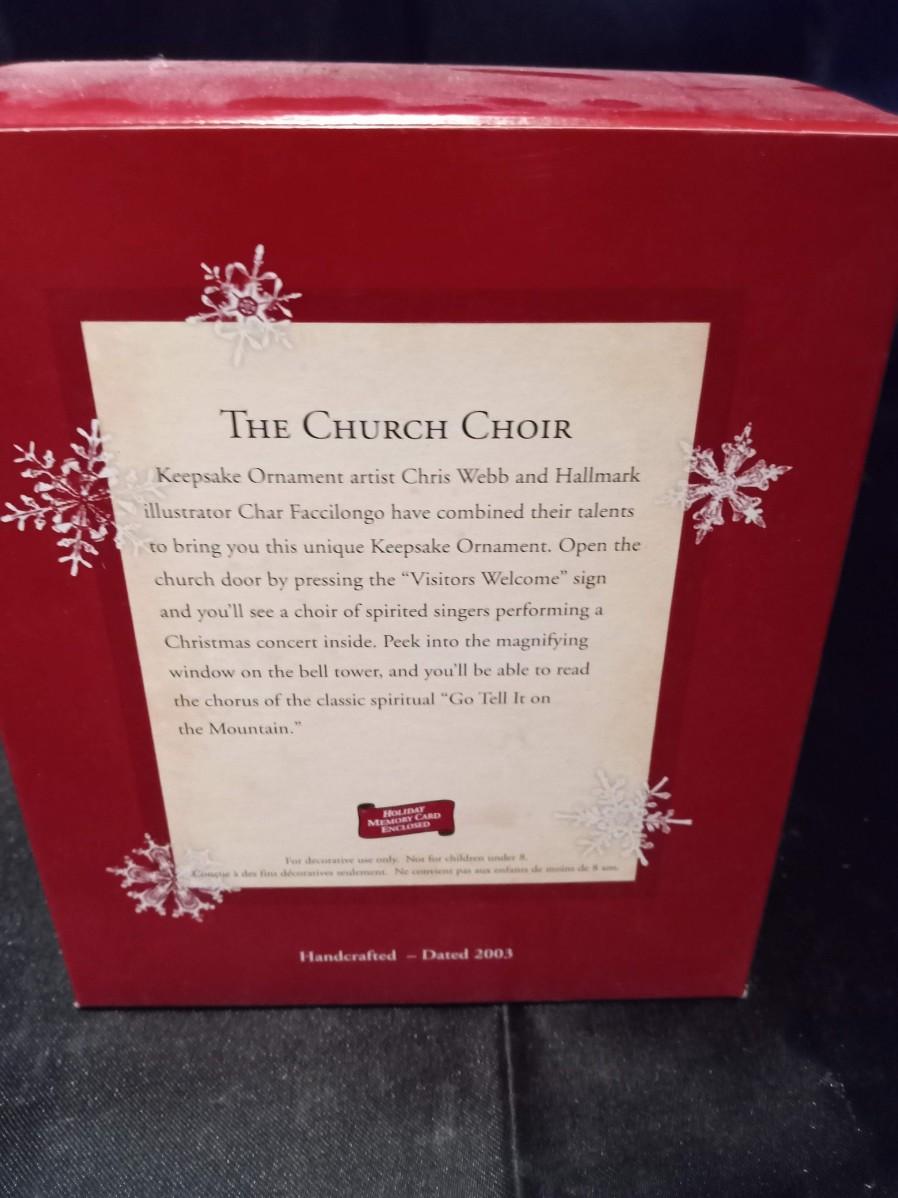 THE CHURCH CHOIR
Keepsake Ornament artist Chris Webb and Hallmark
illustrator Char Faccilongo have combined their talents
to bring you this unique Keepsake Ornament. Open the
church door by pressing the “Visitors Welcome” sign
and you’ll see a choir of spirited singers performing a
Christmas concert inside. Peek into the magnifying
window on the bell tower, and you’ll be able to read
the chorus of the classic spiritual “Go Tell It on
the Mountain.”
HOLIDAY
MEMORY CARD
ENCLOSED
For decorative use only. Not for children under 8.
Conçue à des fins décoratives seulement. Ne convient pas aux enfants de moins de 8 ans.
Handcrafted – Dated 2003